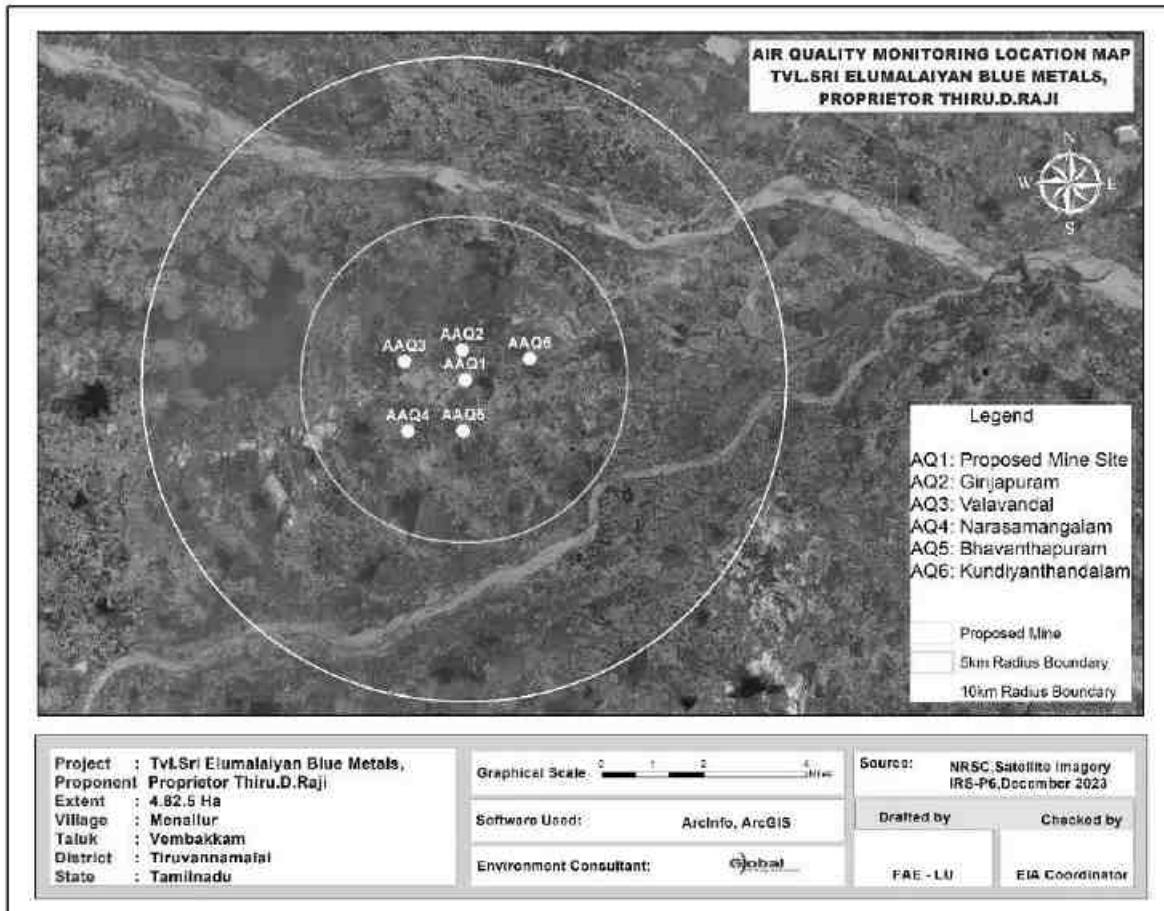 AIR QUALITY MONITORING LOCATION MAP
TVL.SRI ELUMALAIYAN BLUE METALS,
PROPRIETOR THIRU.D.RAJI
N
W E
S
AAQ2
AAQ3
AAQ6
AAQ1
AAQ4
AAQ5
Legend
AQ1: Proposed Mine Site
AQ2: Girijapuram
AQ3: Valavandal
AQ4: Narasamangalam
AQ5: Bhavanthapuram
AQ6: Kundiyanthandalam
Proposed Mine
5km Radius Boundary
10km Radius Boundary
Project : Tvl.Sri Elumalaiyan Blue Metals,
Proponent Proprietor Thiru.D.Raji
Extent : 4.82.5 Ha
Village : Menallur
Taluk : Vembakkam
District : Tiruvannamalai
State : Tamilnadu
Graphical Scale 0 1 2 4
Software Used: ArcInfo, ArcGIS
Environment Consultant: Global
Source: NRSC,Satellite Imagery
IRS-P6,December 2023
Drafted by Checked by
FAE - LU EIA Coordinator